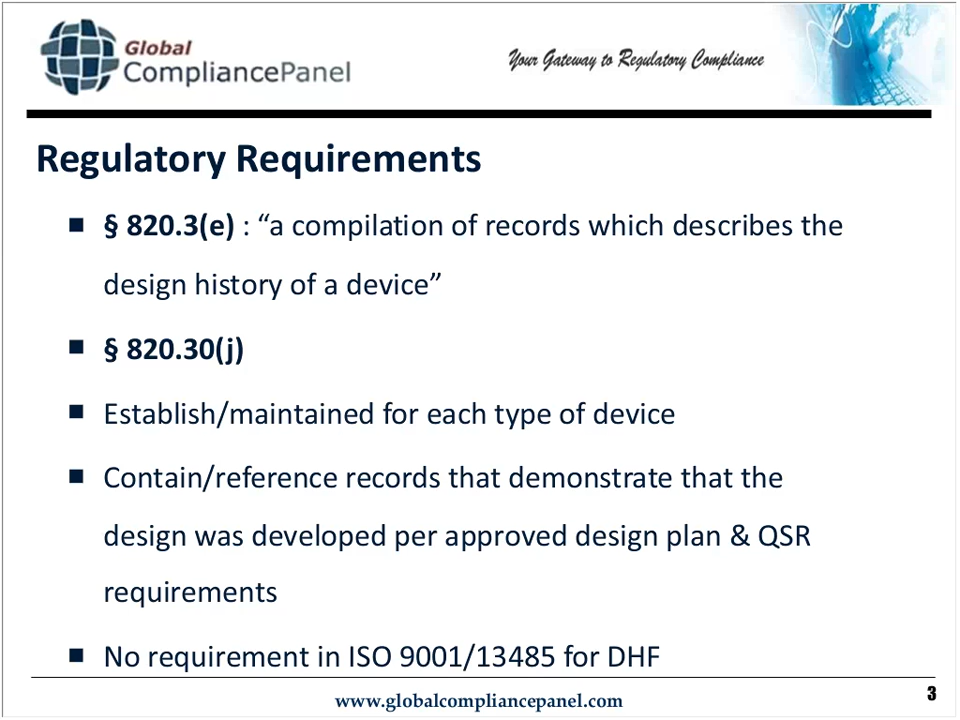 Global
CompliancePanel
Your Gateway to Regulatory Compliance
Regulatory Requirements
§ 820.3(e) : “a compilation of records which describes the
design history of a device”
§ 820.30(j)
Establish/maintained for each type of device
Contain/reference records that demonstrate that the
design was developed per approved design plan & QSR
requirements
No requirement in ISO 9001/13485 for DHF
www.globalcompliancepanel.com
3